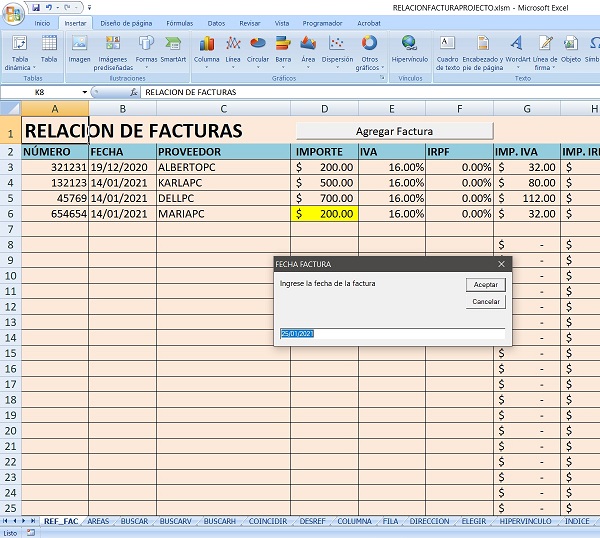 RELACIONFACTURAPROJECTO.xlsm - Microsoft Excel
Inicio Insertar Diseño de página Fórmulas Datos Revisar Vista Programador Acrobat
Tabla dinámica Tabla Imagen Imágenes prediseñadas Formas SmartArt Columna Línea Circular Barra Área Dispersión Otros gráficos Hipervínculo Cuadro de texto Encabezado pie de página WordArt Línea de firma Objeto Símb
Tablas Ilustraciones Gráficos Vínculos Texto
K8 fx RELACION DE FACTURAS
A B C D E F G H
1 RELACION DE FACTURAS Agregar Factura
2 NÚMERO FECHA PROVEEDOR IMPORTE IVA IRPF IMP. IVA IMP. IR
3 321231 19/12/2020 ALBERTOPC $ 200.00 16.00% 0.00% $ 32.00 $
4 132123 14/01/2021 KARLAPC $ 500.00 16.00% 0.00% $ 80.00 $
5 45769 14/01/2021 DELLPC $ 700.00 16.00% 0.00% $ 112.00 $
6 654654 14/01/2021 MARIAPC $ 200.00 16.00% 0.00% $ 32.00 $
7
8 $ - $
9 $
FECHA FACTURA
Ingrese la fecha de la factura
Aceptar
Cancelar
25/01/2021
10 $
11 $
12 $
13 $
14 $
15 $ - $
16 $ - $
17 $ - $
18 $ - $
19 $ - $
20 $ - $
21 $ - $
22 $ - $
23 $ - $
24 $ - $
25 $ - $
REF_FAC AREAS BUSCAR BUSCARV BUSCARH COINCIDIR DESREF COLUMNA FILA DIRECCION ELEGIR HIPERVINCULO INDICE
Listo